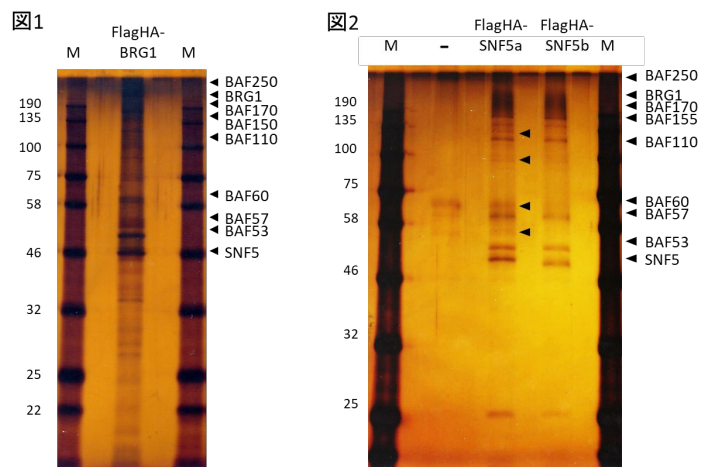 図1
FlagHA-
BRG1
M
M
BAF250
BRG1
BAF170
BAF150
BAF110
BAF60
BAF57
BAF53
SNF5
190
135
100
75
58
46
32
25
22
図2
FlagHA-
FlagHA-
M
-
SNF5a
SNF5b
M
BAF250
BRG1
BAF170
BAF155
BAF110
BAF60
BAF57
BAF53
SNF5
190
135
100
75
58
46
32
25